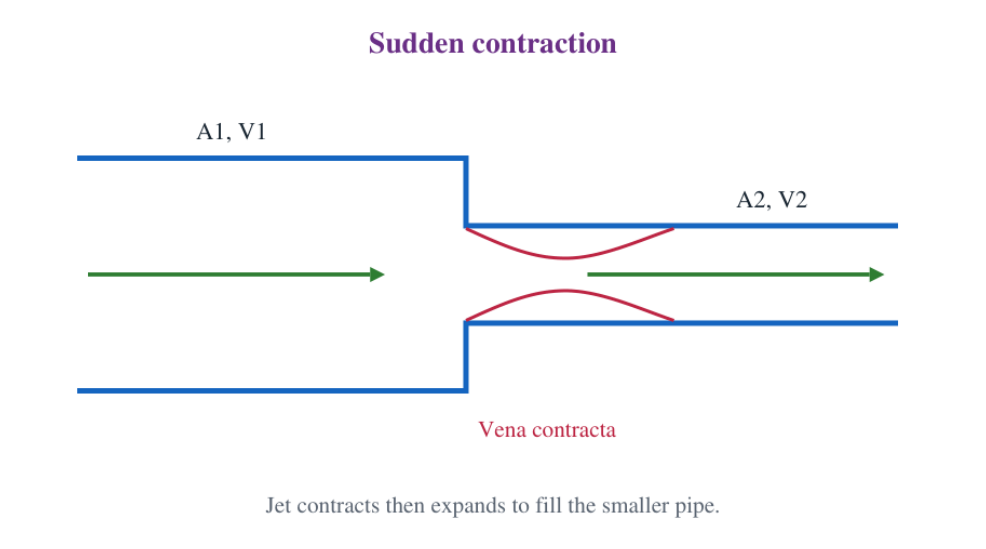 Sudden contraction
A1, V1
A2, V2
Vena contracta
Jet contracts then expands to fill the smaller pipe.